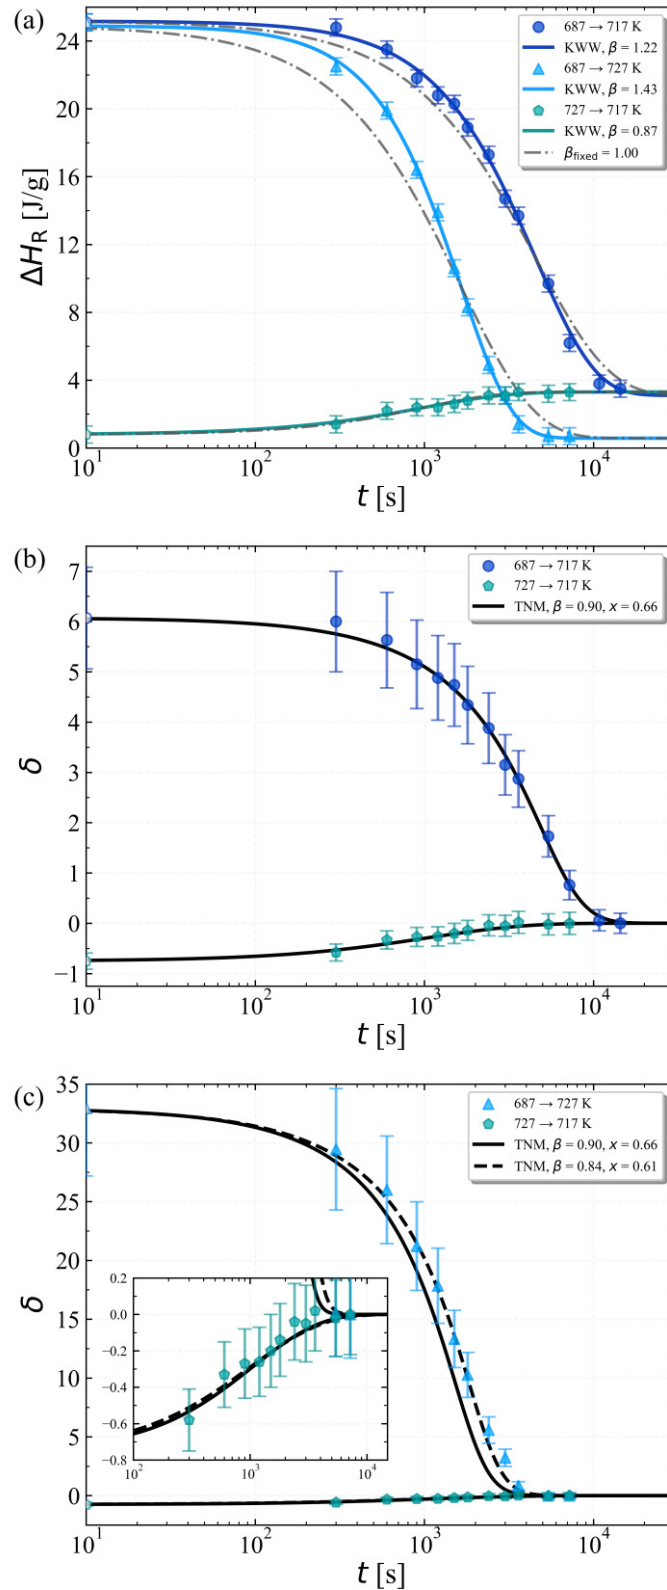 (a)
24
20
16
12
8
4
0
ΔH_R [J/g]
687 → 717 K
KWW, β = 1.22
687 → 727 K
KWW, β = 1.43
727 → 717 K
KWW, β = 0.87
β_fixed = 1.00
10^1
10^2
10^3
10^4
t [s]
(b)
7
6
5
4
3
2
1
0
−1
δ
687 → 717 K
727 → 717 K
TNM, β = 0.90, x = 0.66
10^1
10^2
10^3
10^4
t [s]
(c)
35
30
25
20
15
10
5
0
δ
687 → 727 K
727 → 717 K
TNM, β = 0.90, x = 0.66
TNM, β = 0.84, x = 0.61
0.2
0.0
−0.2
−0.4
−0.6
−0.8
10^2
10^3
10^4
10^1
10^2
10^3
10^4
t [s]